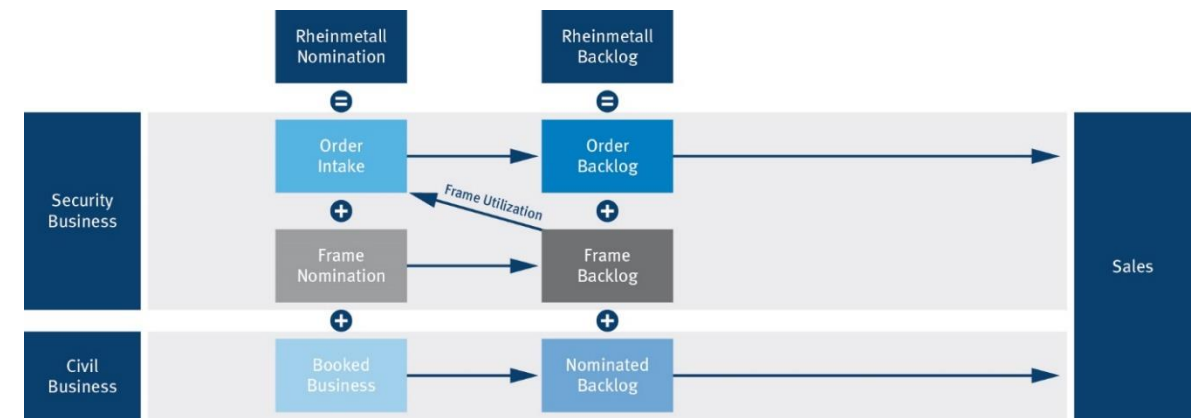 Rheinmetall
Nomination
Rheinmetall
Backlog
=
=
Security
Business
Order
Intake
Order
Backlog
Frame Utilization
+
+
Frame
Nomination
Frame
Backlog
Sales
+
+
Civil
Business
Booked
Business
Nominated
Backlog